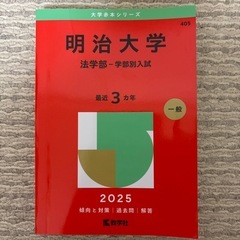 大学赤本シリーズ
405
明治大学
法学部-学部別入試
最近3カ年
一般
2025
傾向と対策|過去問|解答
教学社